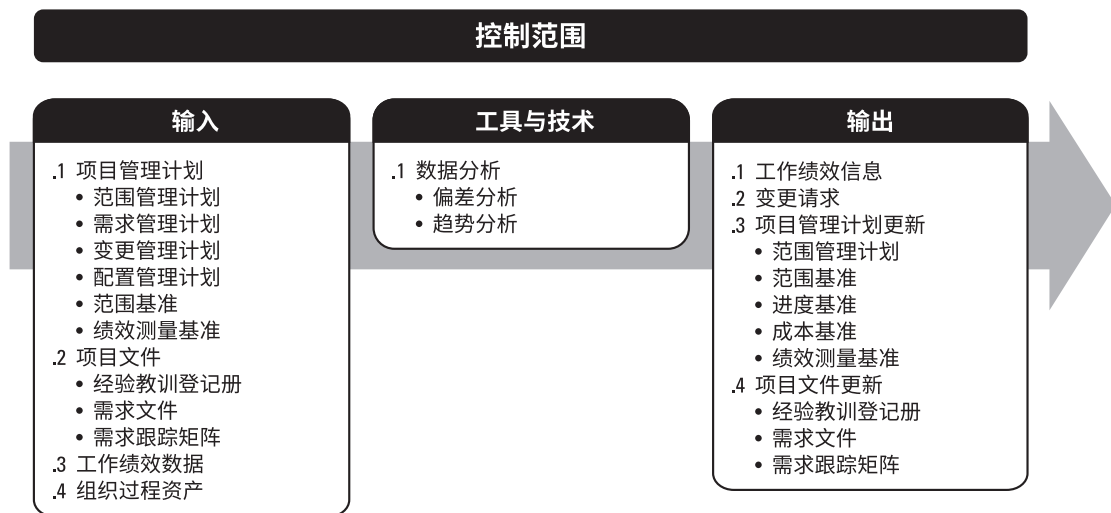 控制范围
输入
.1 项目管理计划
• 范围管理计划
• 需求管理计划
• 变更管理计划
• 配置管理计划
• 范围基准
• 绩效测量基准
.2 项目文件
• 经验教训登记册
• 需求文件
• 需求跟踪矩阵
.3 工作绩效数据
.4 组织过程资产
工具与技术
.1 数据分析
• 偏差分析
• 趋势分析
输出
.1 工作绩效信息
.2 变更请求
.3 项目管理计划更新
• 范围管理计划
• 范围基准
• 进度基准
• 成本基准
• 绩效测量基准
.4 项目文件更新
• 经验教训登记册
• 需求文件
• 需求跟踪矩阵